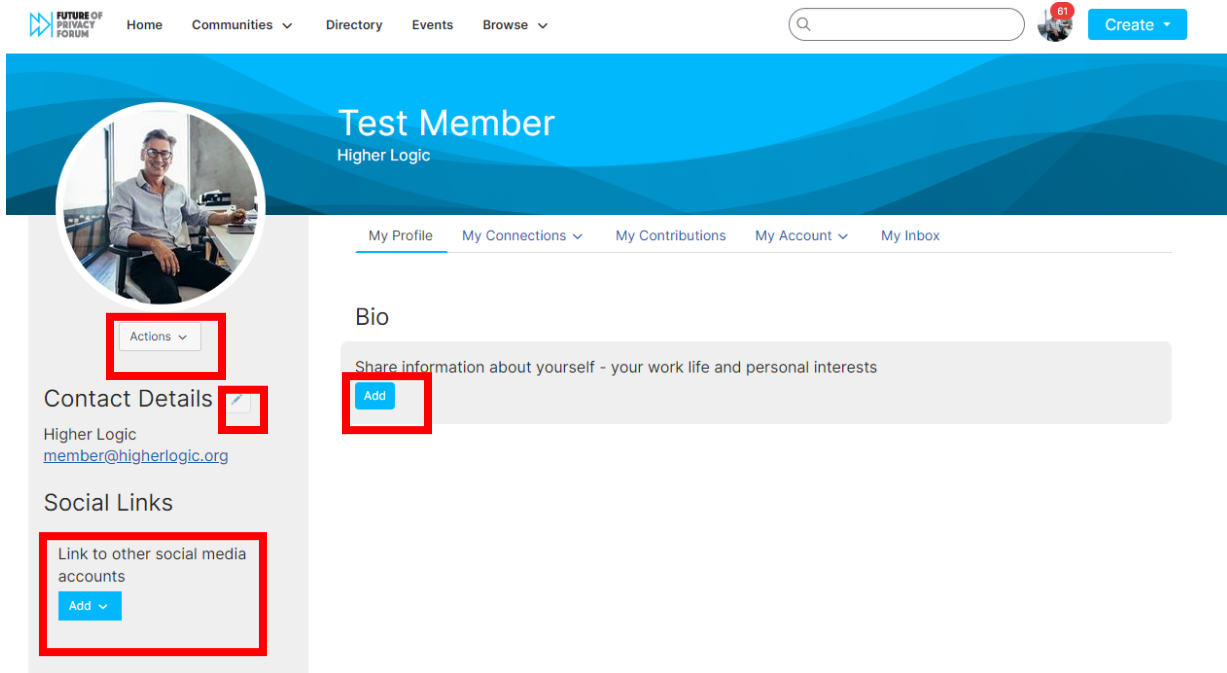 FUTURE OF
PRIVACY
FORUM
Home Communities Directory Events Browse
61
Create
Test Member
Higher Logic
My Profile My Connections My Contributions My Account My Inbox
Actions
Contact Details
Higher Logic
member@higherlogic.org
Social Links
Link to other social media
accounts
Add
Bio
Share information about yourself - your work life and personal interests
Add